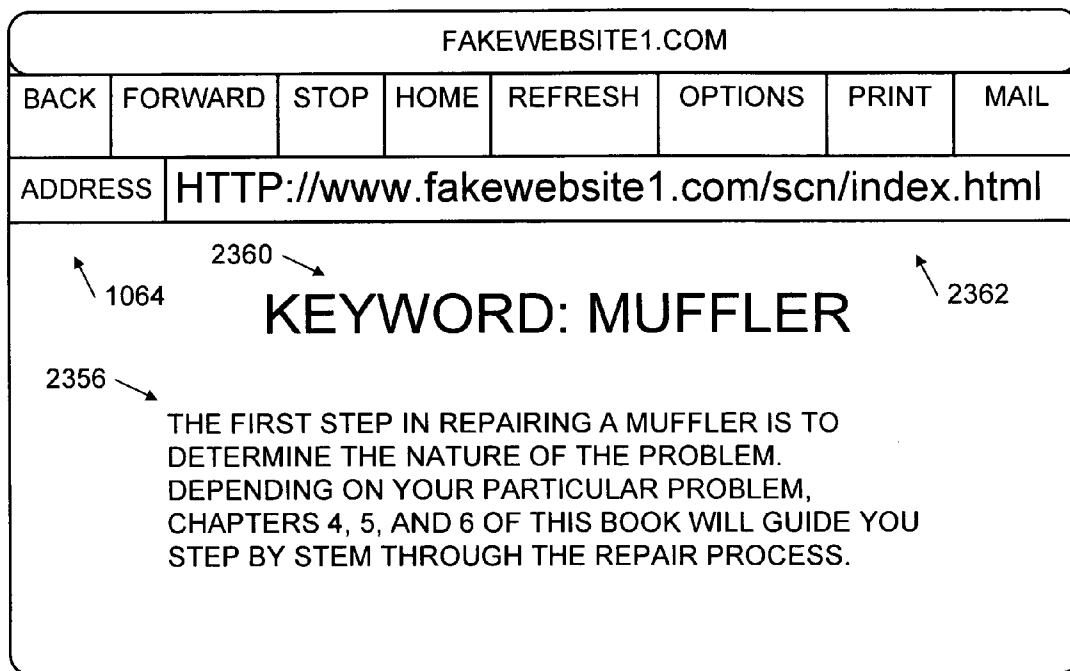 FAKEWEBSITE1.COM
BACK FORWARD STOP HOME REFRESH OPTIONS PRINT MAIL
ADDRESS HTTP://www.fakewebsite1.com/scn/index.html
2360
1064 2362
KEYWORD: MUFFLER
2356
THE FIRST STEP IN REPAIRING A MUFFLER IS TO
DETERMINE THE NATURE OF THE PROBLEM.
DEPENDING ON YOUR PARTICULAR PROBLEM,
CHAPTERS 4, 5, AND 6 OF THIS BOOK WILL GUIDE YOU
STEP BY STEM THROUGH THE REPAIR PROCESS.